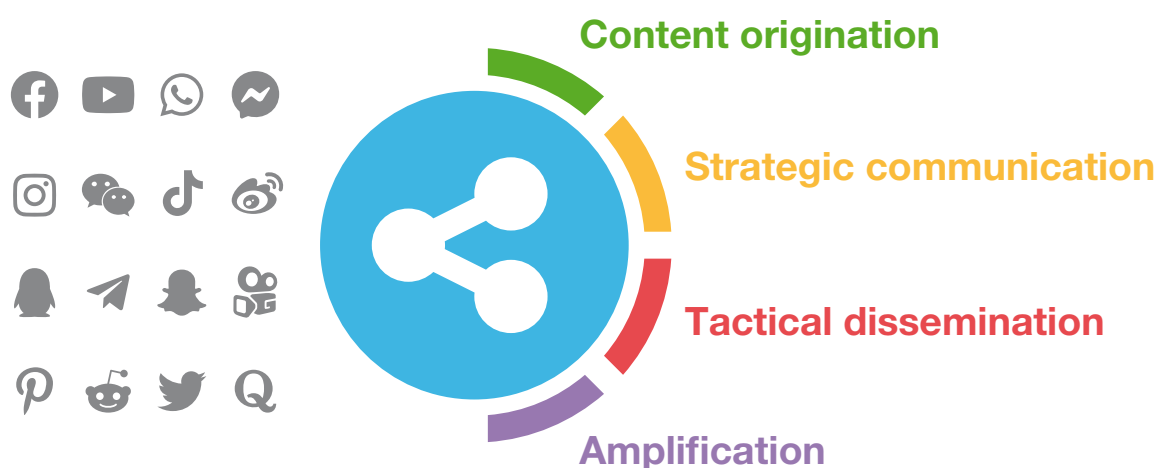 Content origination
Strategic communication
Tactical dissemination
Amplification